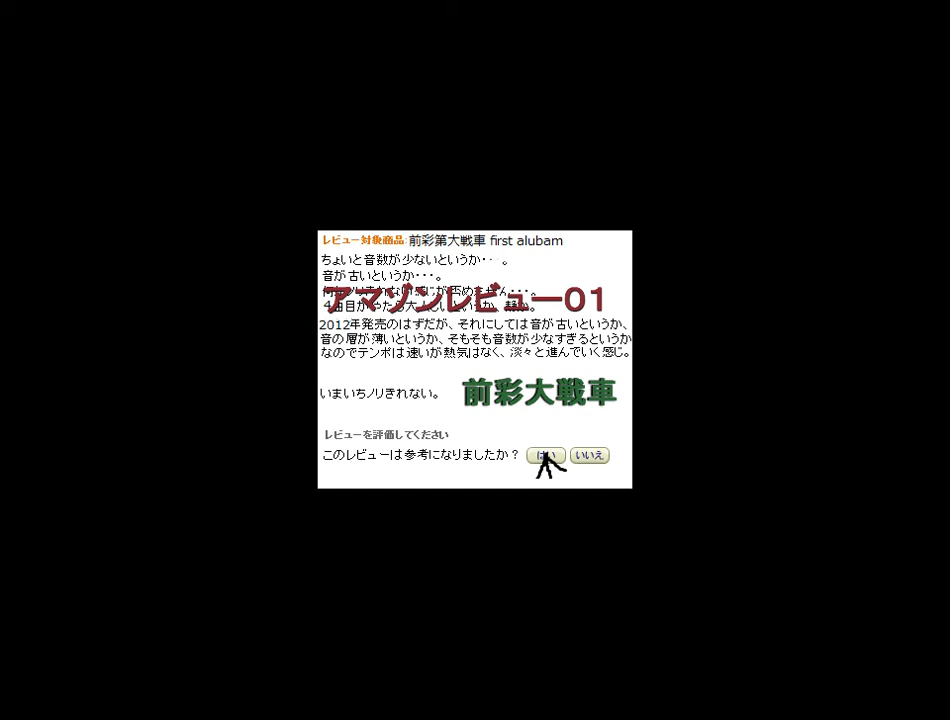 レビュー対象商品:前彩第大戦車 first alubam
ちょいと音数が少ないというか・・。
音が古いというか・・・。
アマゾンレビュー01
2012年発売のはずだが、それにしては音が古いというか、
音の層が薄いというか、そもそも音数が少なすぎるというか
なのでテンポは速いが熱気はなく、淡々と進んでいく感じ。
いまいちノリきれない。
前彩大戦車
レビューを評価してください
このレビューは参考になりましたか？ はい いいえ